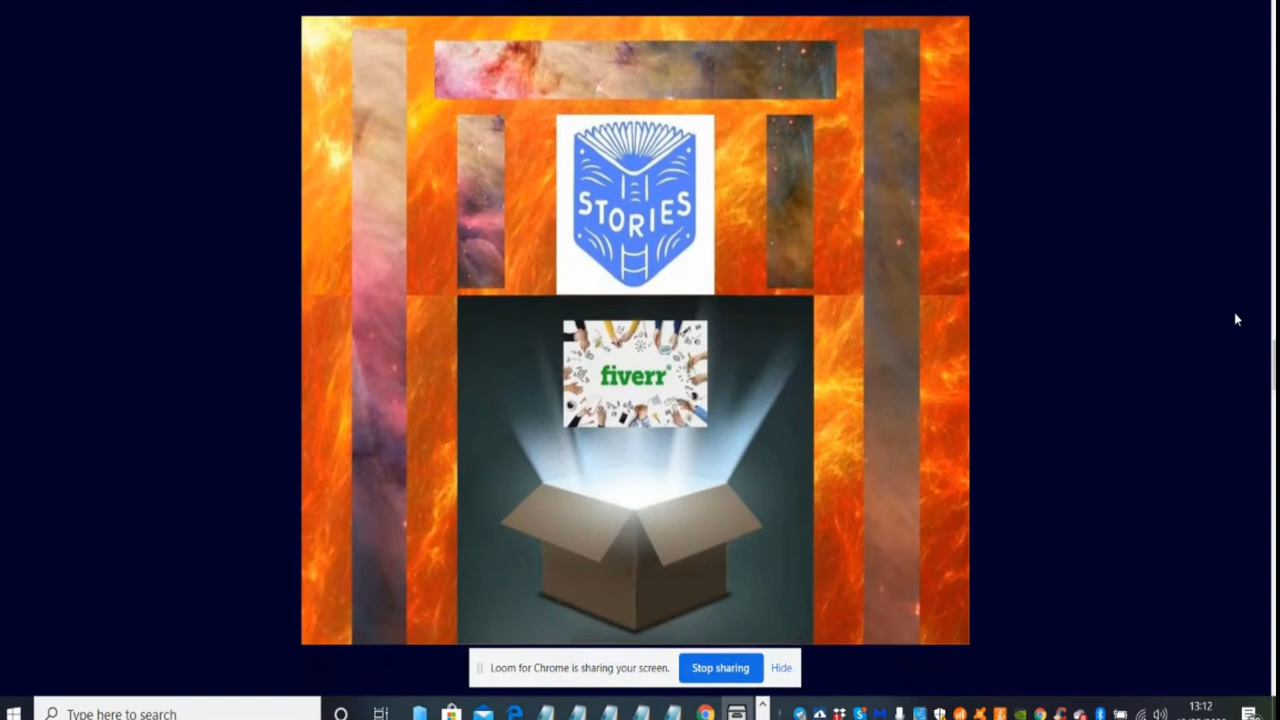 STORIES
fiverr
Loom for Chrome is sharing your screen. Stop sharing Hide
Type here to search
13:12